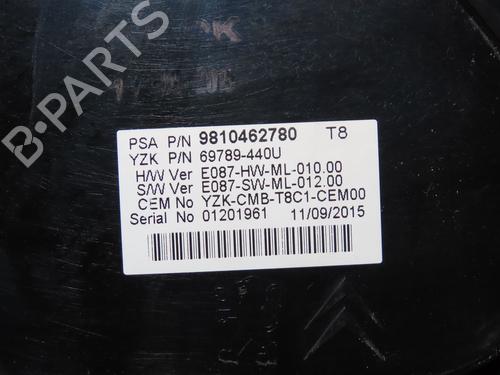 PSA P/N 9810462780 T8
YZK P/N 69789-440U
H/W Ver E087-HW-ML-010.00
S/W Ver E087-SW-ML-012.00
CEM No YZK-CMB-T8C1-CEM00
Serial No 01201961 11/09/2015
B-PARTS